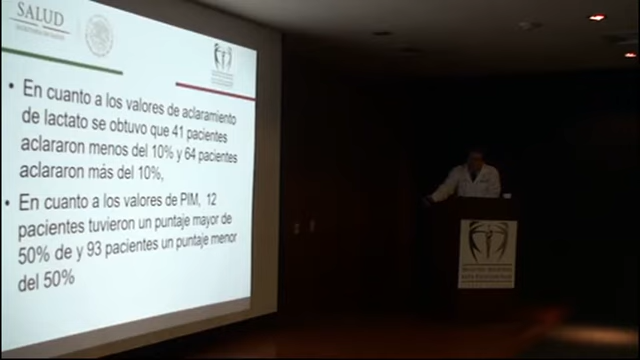 SALUD
• En cuanto a los valores de aclaramiento
de lactato se obtuvo que 41 pacientes
aclararon menos del 10% y 64 pacientes
aclararon más del 10%,
• En cuanto a los valores de PIM, 12
pacientes tuvieron un puntaje mayor de
50% de y 93 pacientes un puntaje menor
del 50%